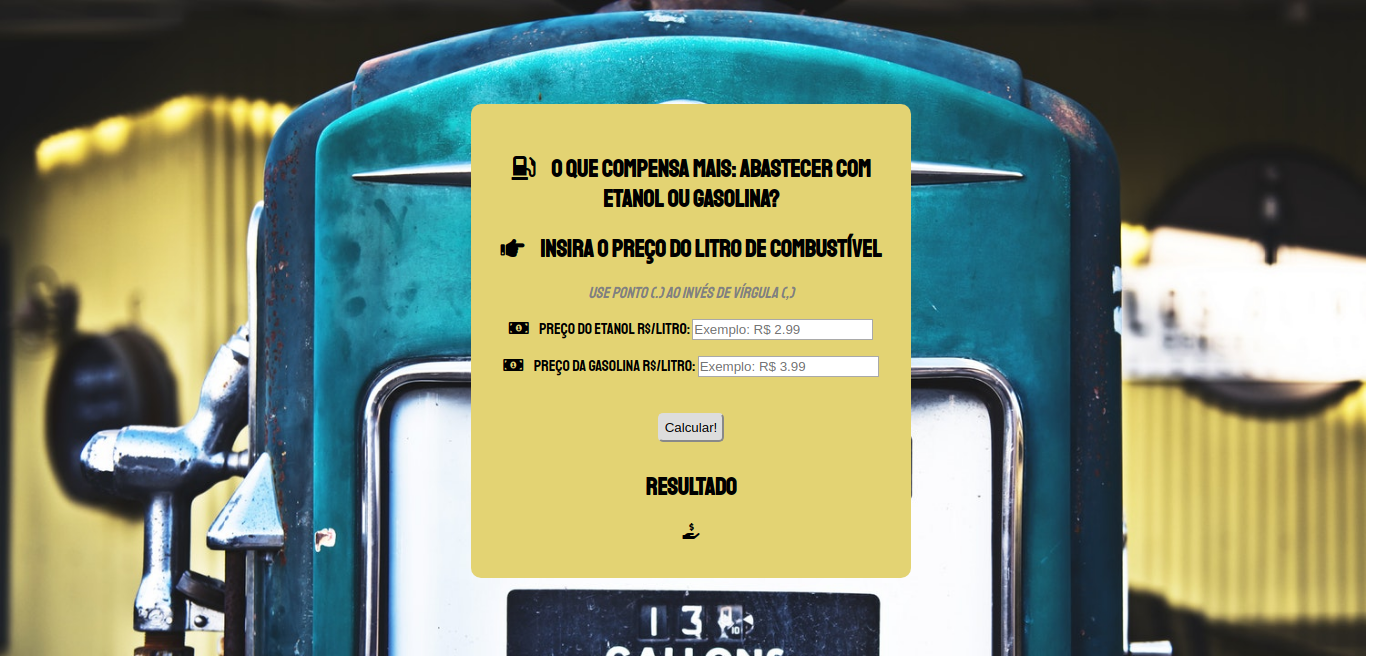 O QUE COMPENSA MAIS: ABASTECER COM
ETANOL OU GASOLINA?
INSIRA O PREÇO DO LITRO DE COMBUSTÍVEL
USE PONTO (.) AO INVÉS DE VÍRGULA (,)
PREÇO DO ETANOL R$/LITRO: Exemplo: R$ 2.99
PREÇO DA GASOLINA R$/LITRO: Exemplo: R$ 3.99
Calcular!
RESULTADO
13
GALLONS